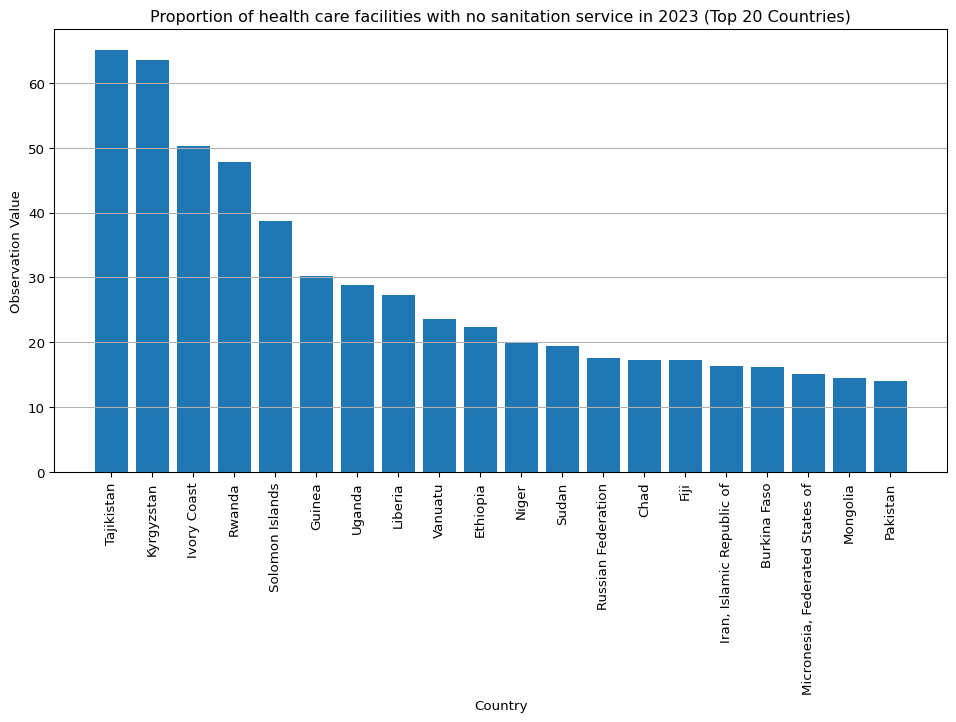 Proportion of health care facilities with no sanitation service in 2023 (Top 20 Countries)
Observation Value
60
50
40
30
20
10
0
Tajikistan
Kyrgyzstan
Ivory Coast
Rwanda
Solomon Islands
Guinea
Uganda
Liberia
Vanuatu
Ethiopia
Niger
Sudan
Russian Federation
Chad
Fiji
Iran, Islamic Republic of
Burkina Faso
Micronesia, Federated States of
Mongolia
Pakistan
Country